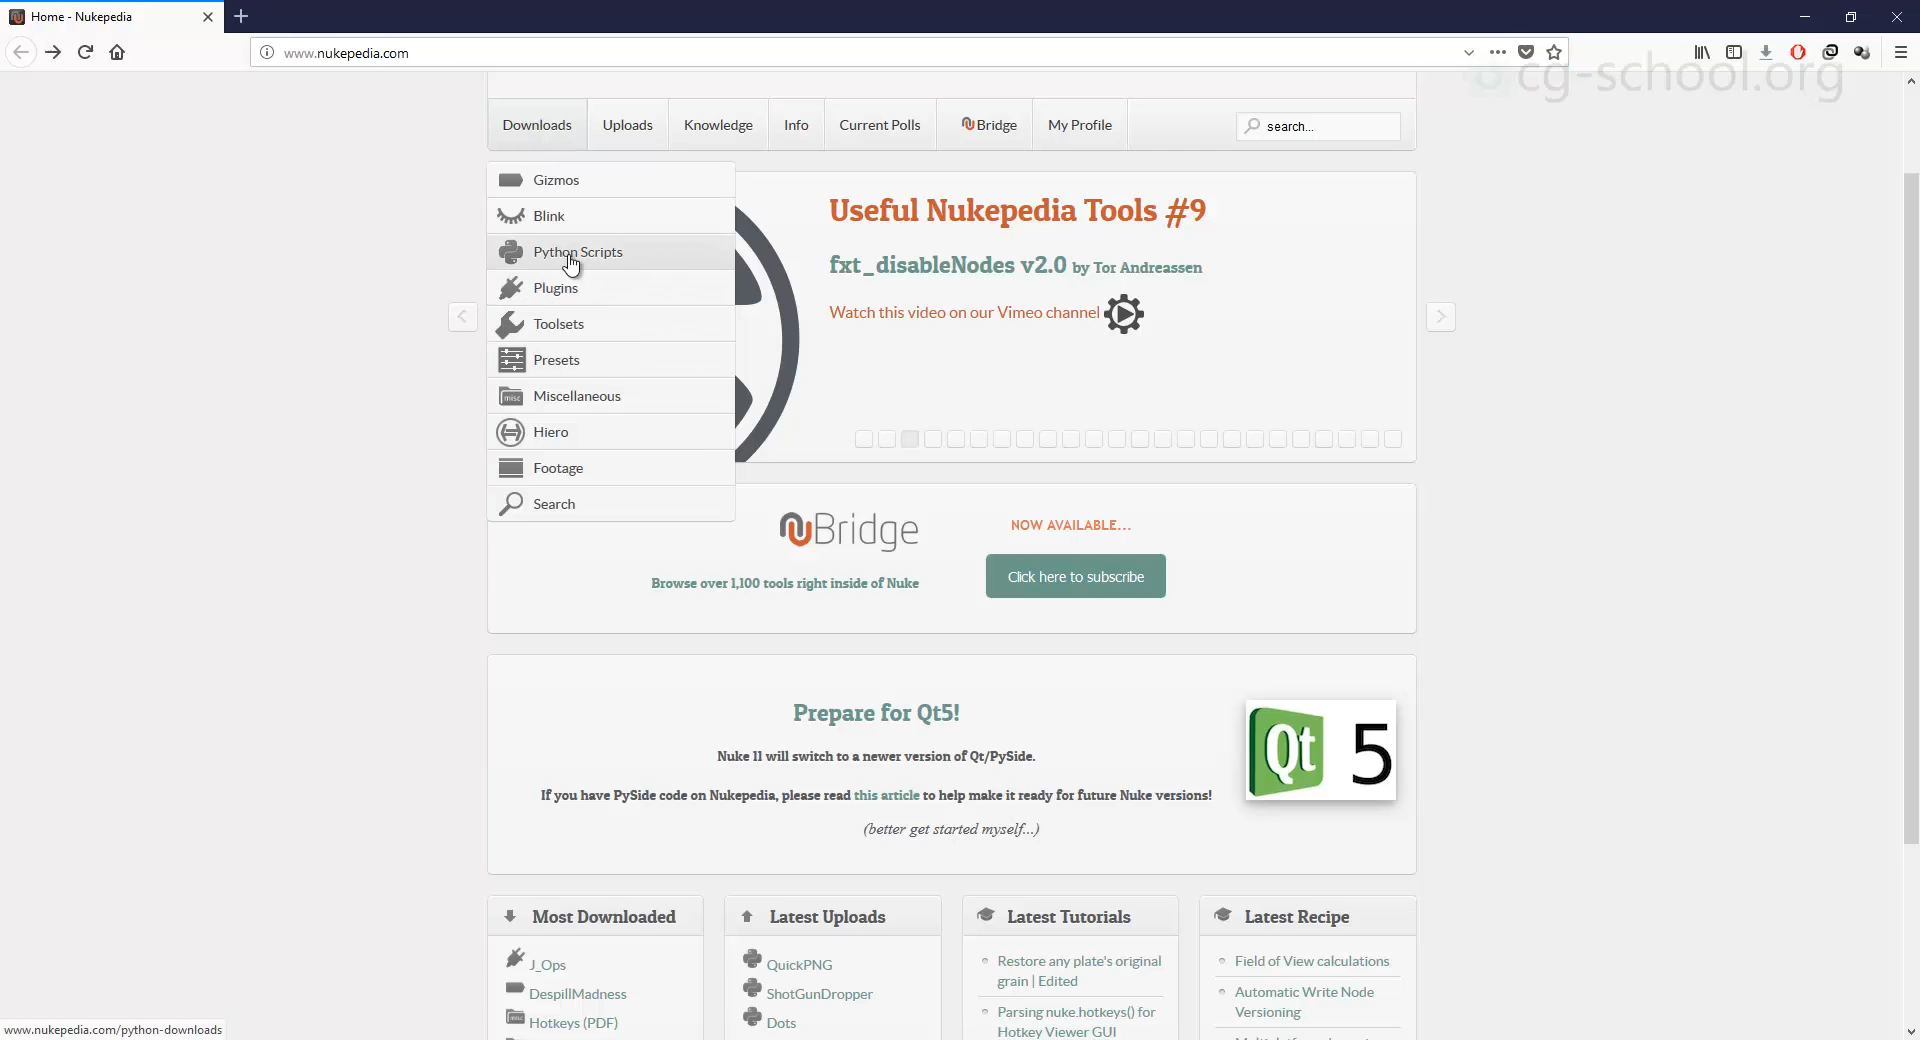 Home - Nukepedia
www.nukepedia.com
cg-school.org
Downloads
Uploads
Knowledge
Info
Current Polls
Bridge
My Profile
search...
Gizmos
Blink
Python Scripts
Plugins
Toolsets
Presets
misc
Miscellaneous
Hiero
Footage
Search
Useful Nukepedia Tools #9
fxt_disableNodes v2.0 by Tor Andreassen
Watch this video on our Vimeo channel
Bridge
Browse over 1,100 tools right inside of Nuke
NOW AVAILABLE...
Click here to subscribe
Prepare for Qt5!
Nuke 11 will switch to a newer version of Qt/PySide.
If you have PySide code on Nukepedia, please read this article to help make it ready for future Nuke versions!
(better get started myself...)
Qt 5
Most Downloaded
J_Ops
DespillMadness
Hotkeys (PDF)
Latest Uploads
QuickPNG
ShotGunDropper
Dots
Latest Tutorials
Restore any plate's original
grain | Edited
Parsing nuke.hotkeys() for
Hotkey Viewer GUI
Latest Recipe
Field of View calculations
Automatic Write Node
Versioning
www.nukepedia.com/python-downloads